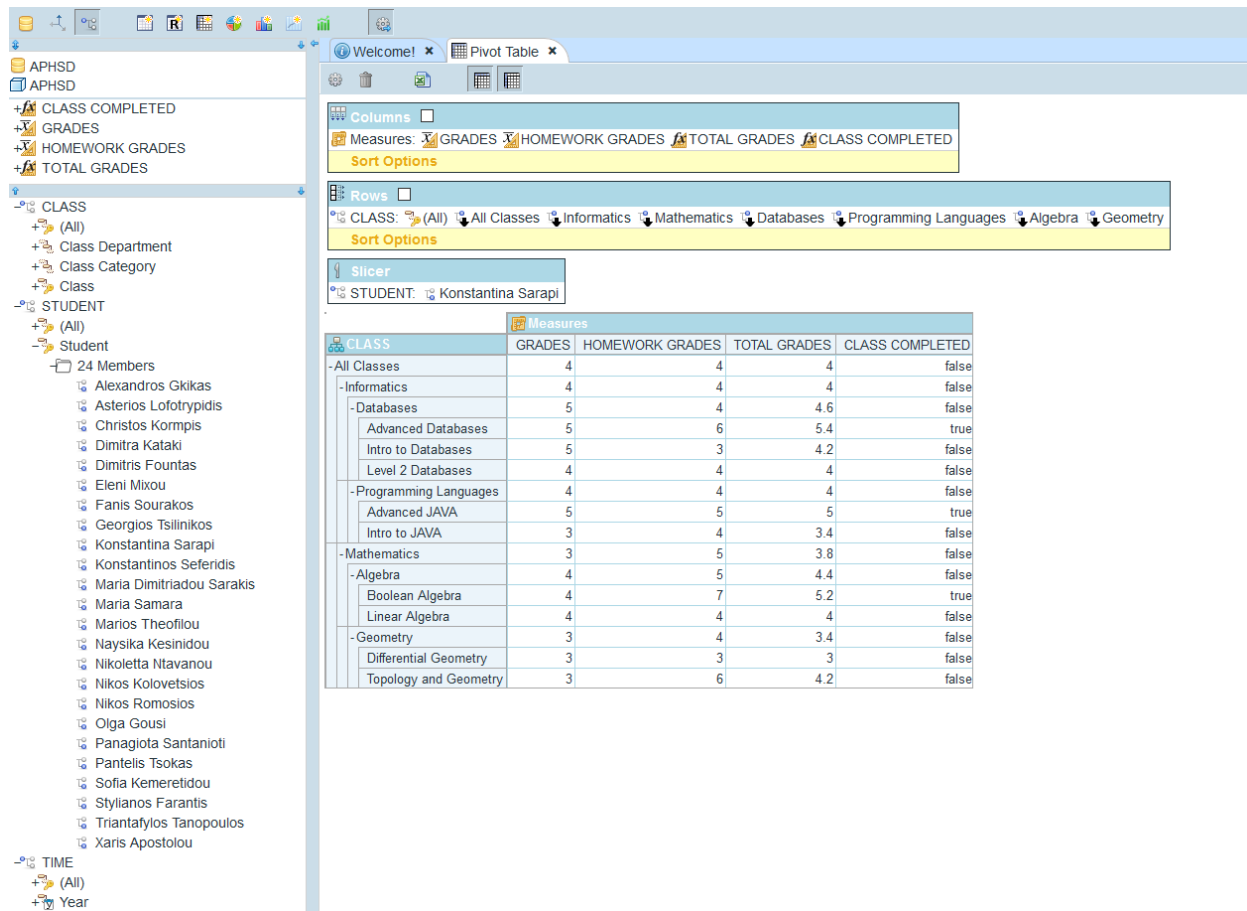 Welcome! ×
Pivot Table ×
APHSD
APHSD
+fx CLASS COMPLETED
+X GRADES
+X HOMEWORK GRADES
+fx TOTAL GRADES
- CLASS
+ (All)
+ Class Department
+ Class Category
+ Class
- STUDENT
+ (All)
- Student
- 24 Members
Alexandros Gkikas
Asterios Lofotrypidis
Christos Kormpis
Dimitra Kataki
Dimitris Fountas
Eleni Mixou
Fanis Sourakos
Georgios Tsilinikos
Konstantina Sarapi
Konstantinos Seferidis
Maria Dimitriadou Sarakis
Maria Samara
Marios Theofilou
Naysika Kesinidou
Nikoletta Ntavanou
Nikos Kolovetsios
Nikos Romosios
Olga Gousi
Panagiota Santanioti
Pantelis Tsokas
Sofia Kemeretidou
Stylianos Farantis
Triantafylos Tanopoulos
Xaris Apostolou
- TIME
+ (All)
+ Year
Columns
Measures: X GRADES X HOMEWORK GRADES fx TOTAL GRADES fx CLASS COMPLETED
Sort Options
Rows
CLASS: (All) All Classes Informatics Mathematics Databases Programming Languages Algebra Geometry
Sort Options
Slicer
STUDENT: Konstantina Sarapi
Measures
CLASS GRADES HOMEWORK GRADES TOTAL GRADES CLASS COMPLETED
-All Classes 4 4 4 false
-Informatics 4 4 4 false
-Databases 5 4 4.6 false
Advanced Databases 5 6 5.4 true
Intro to Databases 5 3 4.2 false
Level 2 Databases 4 4 4 false
-Programming Languages 4 4 4 false
Advanced JAVA 5 5 5 true
Intro to JAVA 3 4 3.4 false
-Mathematics 3 5 3.8 false
-Algebra 4 5 4.4 false
Boolean Algebra 4 7 5.2 true
Linear Algebra 4 4 4 false
-Geometry 3 4 3.4 false
Differential Geometry 3 3 3 false
Topology and Geometry 3 6 4.2 false